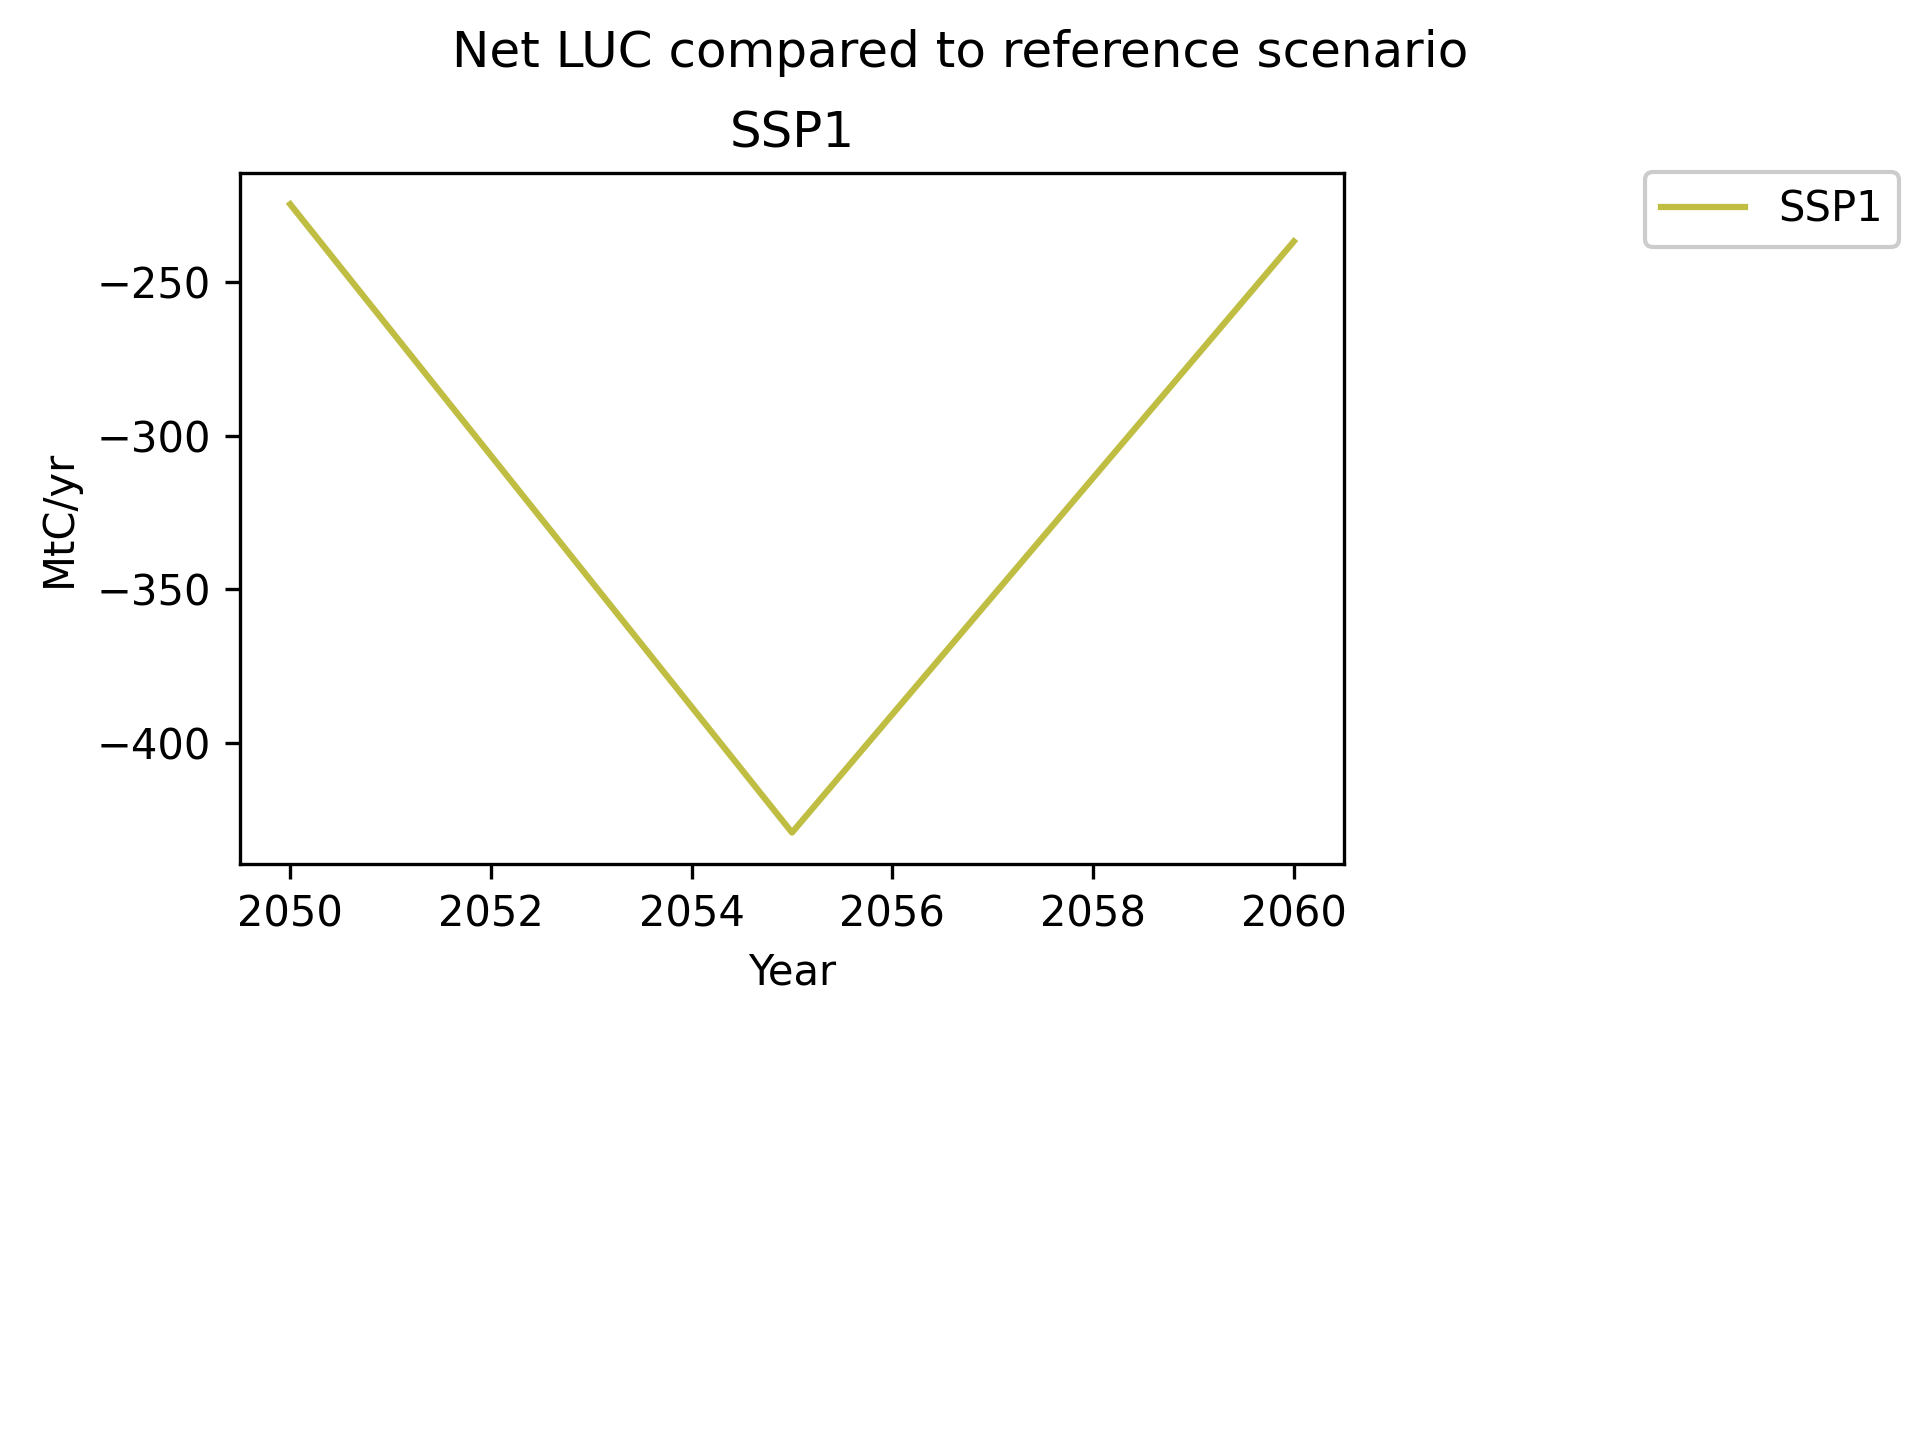 Net LUC compared to reference scenario
SSP1
SSP1
−250
−300
−350
−400
MtC/yr
2050 2052 2054 2056 2058 2060
Year